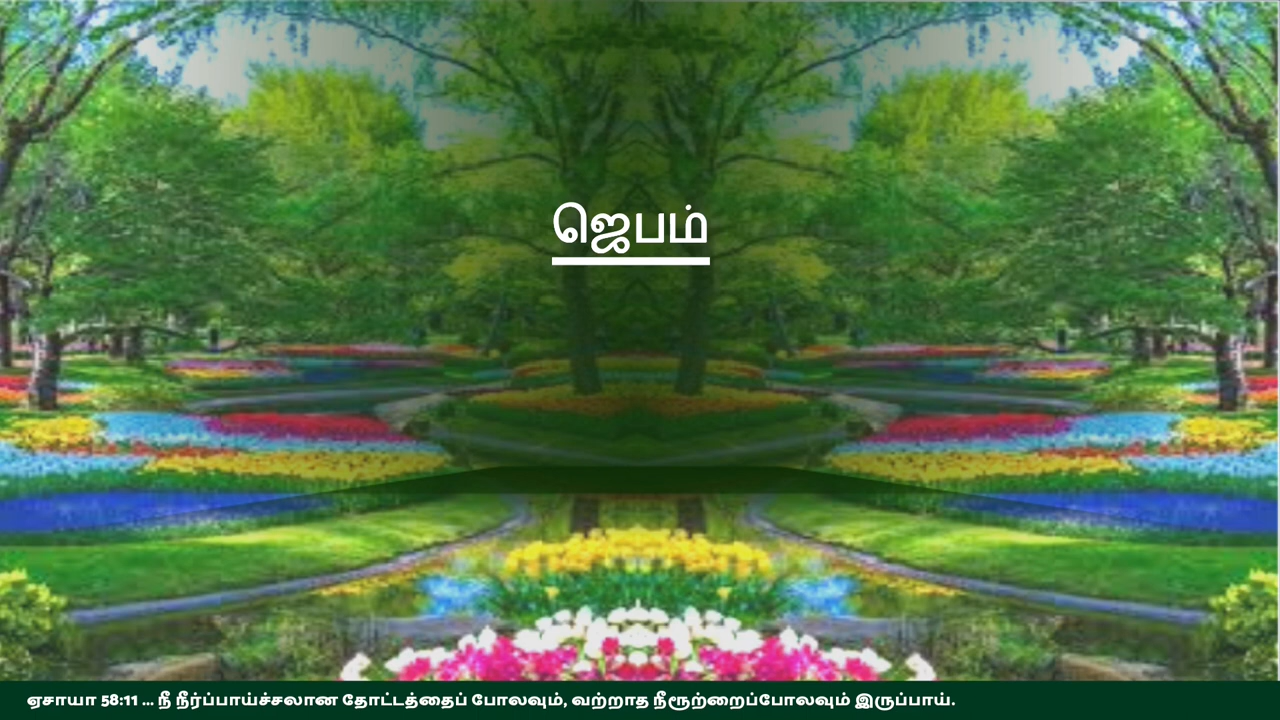 ஜெபம்
ஏசாயா 58:11 ... நீ நீர்ப்பாய்ச்சலான தோட்டத்தைப் போலவும், வற்றாத நீரூற்றைப்போலவும் இருப்பாய்.